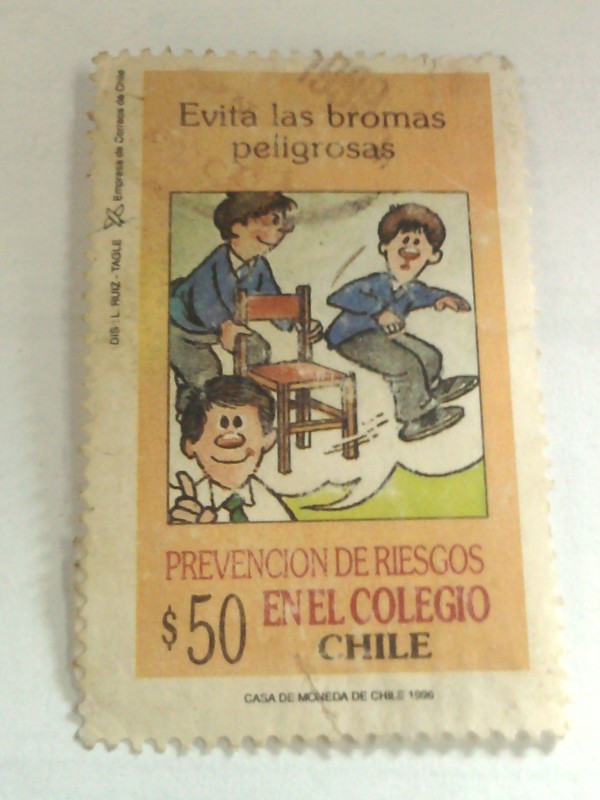 Evita las bromas
peligrosas
PREVENCION DE RIESGOS
$50 EN EL COLEGIO
CHILE
CASA DE MONEDA DE CHILE 1996
DIS: L. RUIZ - TAGLE Empresa de Correos de Chile